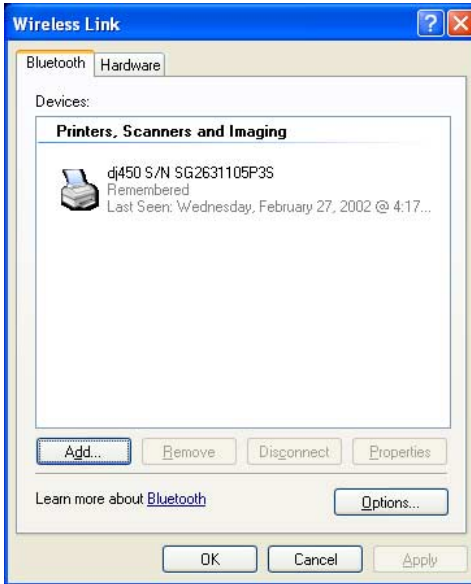 Wireless Link
Bluetooth Hardware
Devices:
Printers, Scanners and Imaging
dj450 S/N SG2631105P3S
Remembered
Last Seen: Wednesday, February 27, 2002 @ 4:17...
Add... Remove Disconnect Properties
Learn more about Bluetooth Options...
OK Cancel Apply